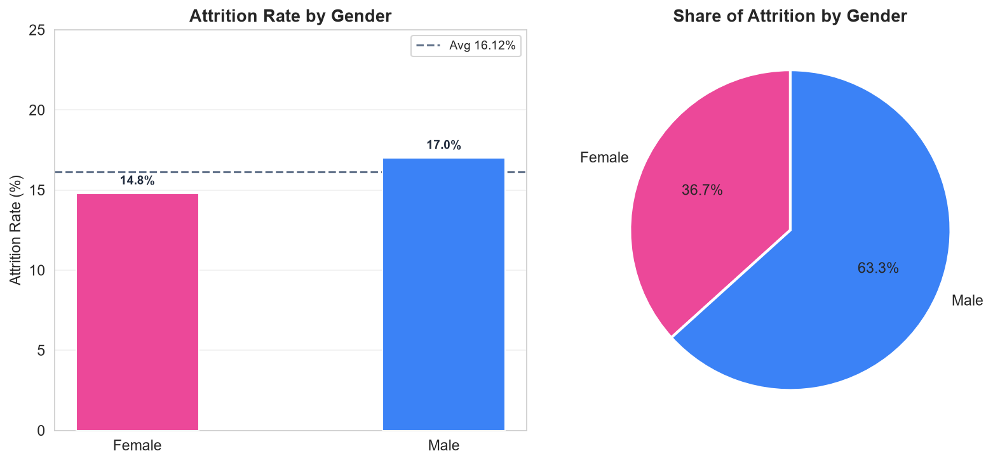 Attrition Rate by Gender
Avg 16.12%
Attrition Rate (%)
25
20
15
10
5
0
14.8%
17.0%
Female
Male
Share of Attrition by Gender
Female
36.7%
63.3%
Male